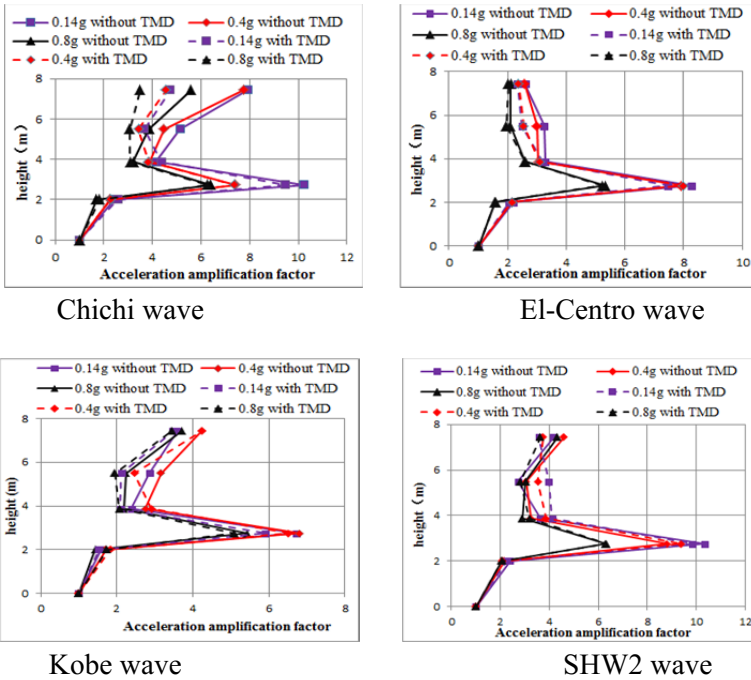 0.14g without TMD 0.4g without TMD
0.8g without TMD 0.14g with TMD
0.4g with TMD 0.8g with TMD
height (m)
8
6
4
2
0
0 2 4 6 8 10 12
Acceleration amplification factor
Chichi wave
0.14g without TMD 0.4g without TMD
0.8g without TMD 0.14g with TMD
0.4g with TMD 0.8g with TMD
height (m)
8
6
4
2
0
0 2 4 6 8 10
Acceleration amplification factor
El-Centro wave
0.14g without TMD 0.4g without TMD
0.8g without TMD 0.14g with TMD
0.4g with TMD 0.8g with TMD
height (m)
8
6
4
2
0
0 2 4 6 8
Acceleration amplification factor
Kobe wave
0.14g without TMD 0.4g without TMD
0.8g without TMD 0.14g with TMD
0.4g with TMD 0.8g with TMD
height (m)
8
6
4
2
0
0 2 4 6 8 10 12
Acceleration amplification factor
SHW2 wave